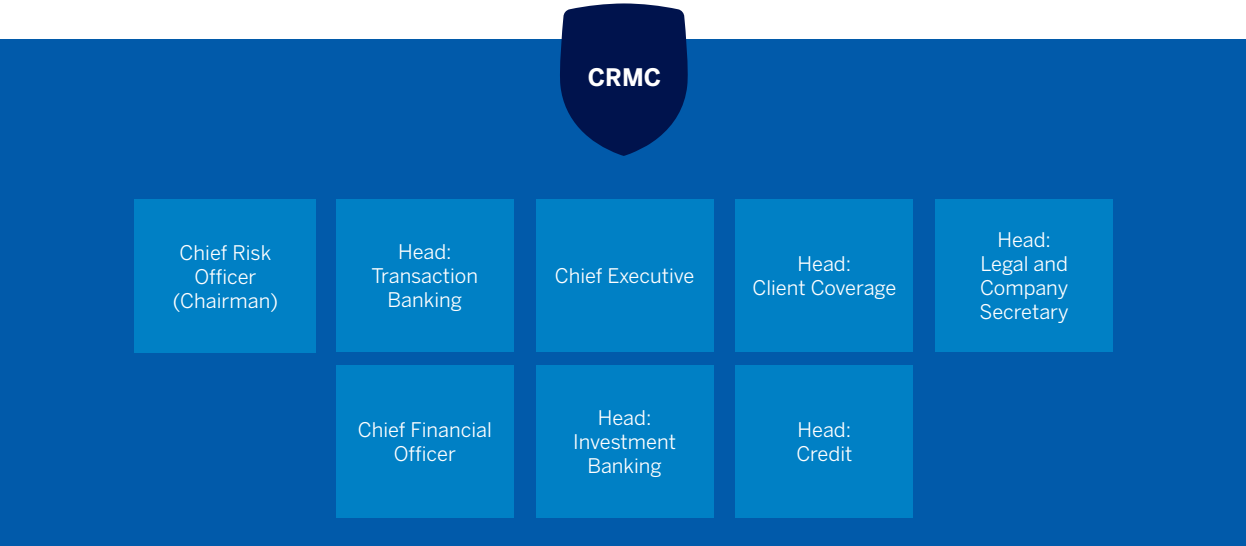 CRMC
Chief Risk
Officer
(Chairman)
Head:
Transaction
Banking
Chief Executive
Head:
Client Coverage
Head:
Legal and
Company
Secretary
Chief Financial
Officer
Head:
Investment
Banking
Head:
Credit